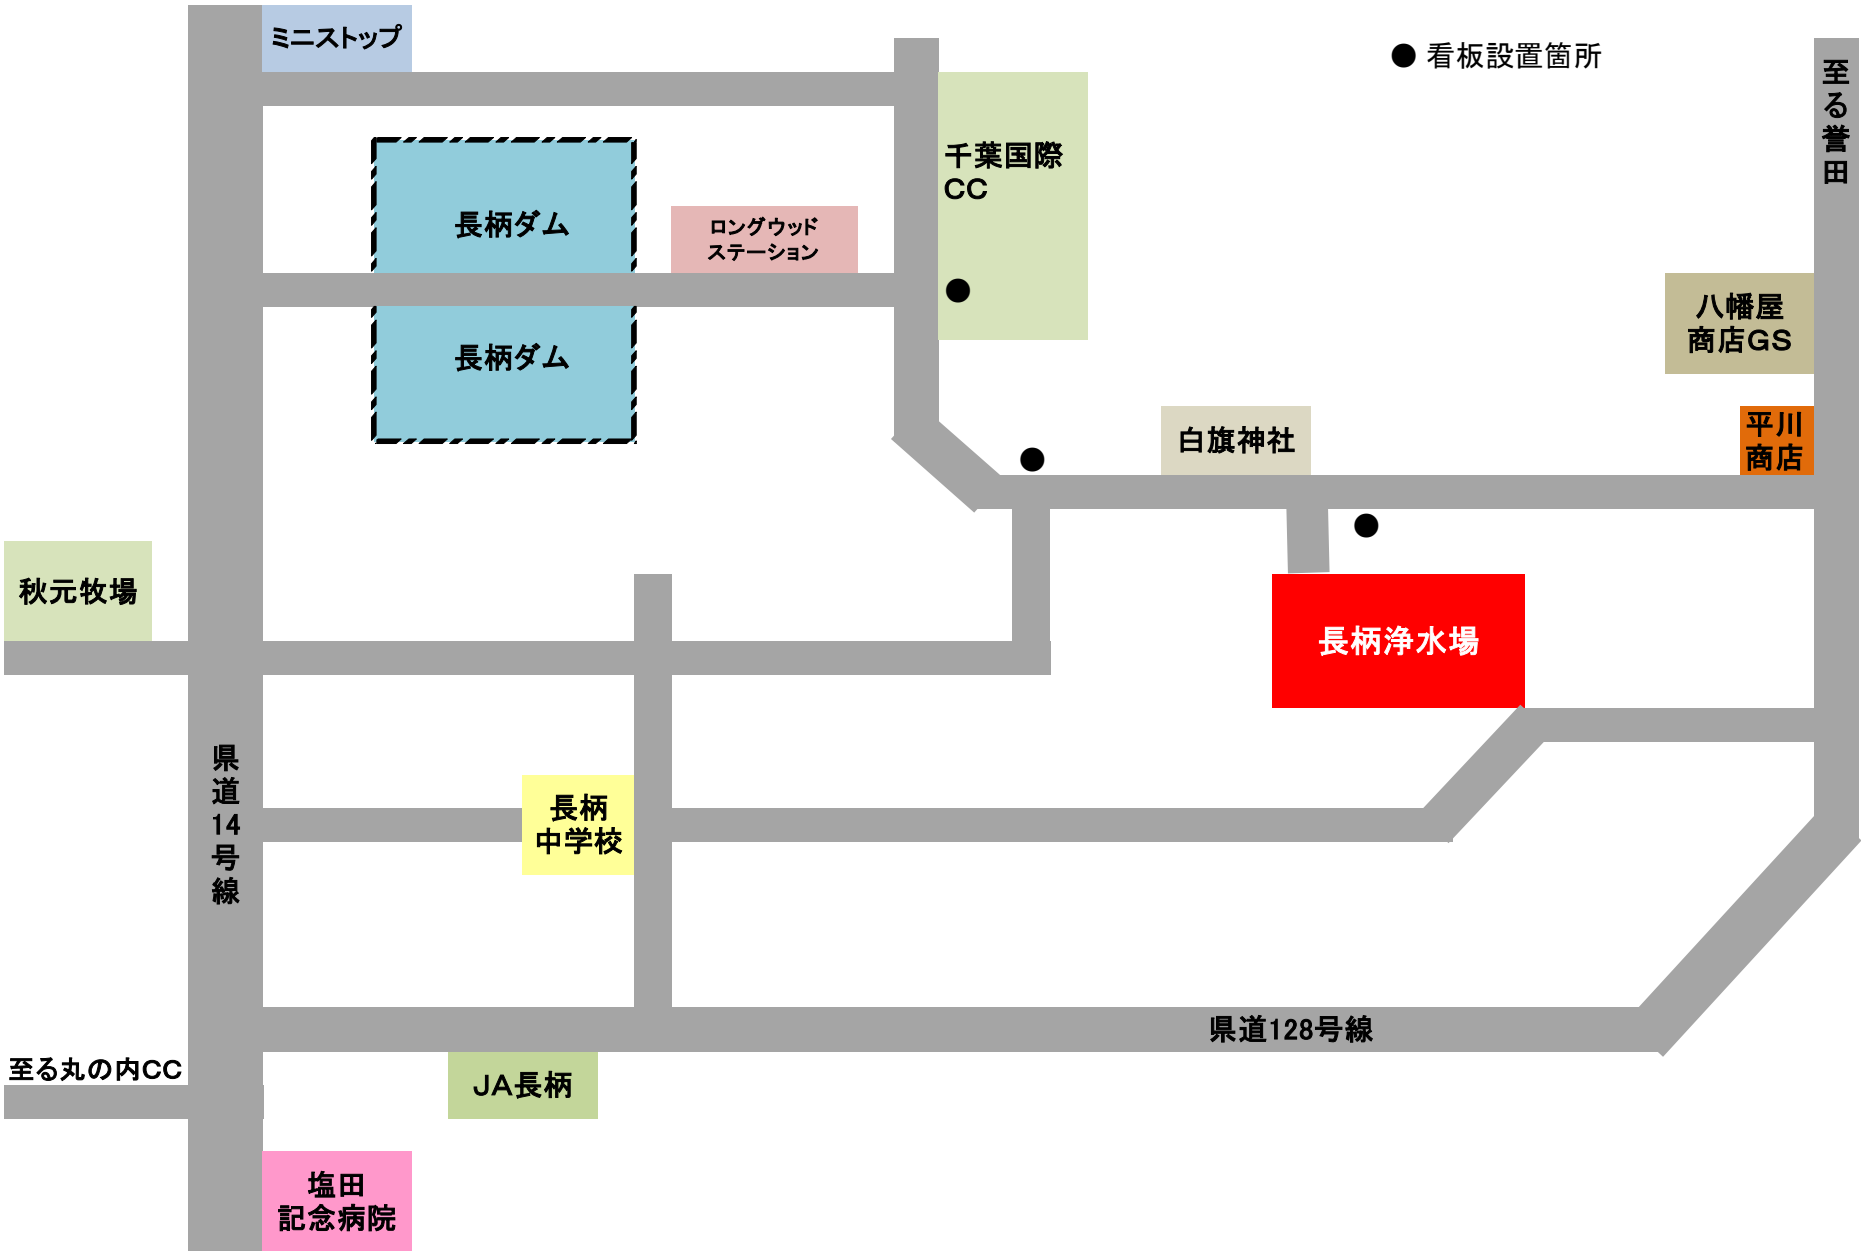 ミニストップ
● 看板設置箇所
至る誉田
千葉国際
CC
長柄ダム
ロングウッド
ステーション
八幡屋
商店GS
長柄ダム
平川
商店
白旗神社
秋元牧場
長柄浄水場
県道14号線
長柄
中学校
県道128号線
至る丸の内CC
JA長柄
塩田
記念病院